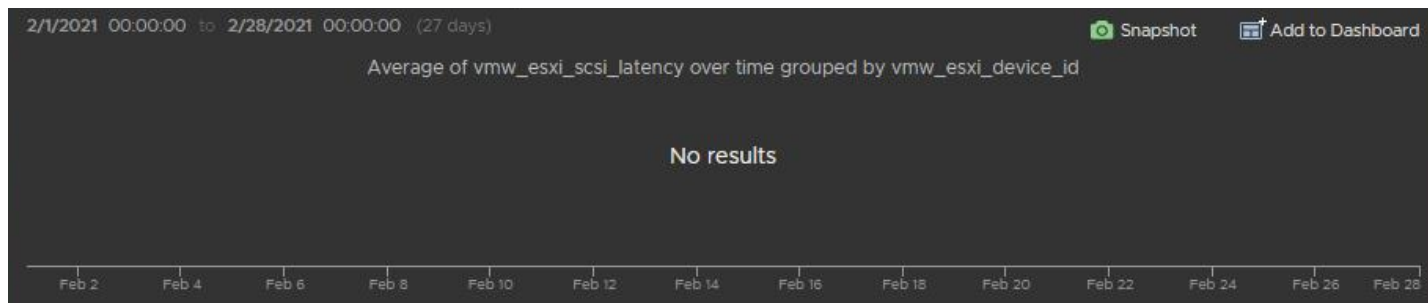 2/1/2021 00:00:00 to 2/28/2021 00:00:00 (27 days)
Snapshot
Add to Dashboard
Average of vmw_esxi_scsi_latency over time grouped by vmw_esxi_device_id
No results
Feb 2 Feb 4 Feb 6 Feb 8 Feb 10 Feb 12 Feb 14 Feb 16 Feb 18 Feb 20 Feb 22 Feb 24 Feb 26 Feb 28